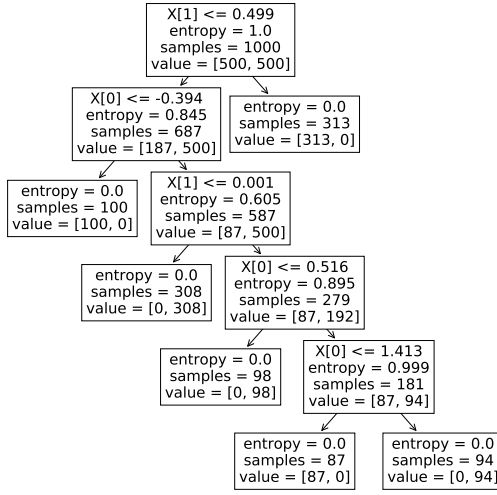 X[1] <= 0.499
entropy = 1.0
samples = 1000
value = [500, 500]
X[0] <= -0.394
entropy = 0.845
samples = 687
value = [187, 500]
entropy = 0.0
samples = 313
value = [313, 0]
entropy = 0.0
samples = 100
value = [100, 0]
X[1] <= 0.001
entropy = 0.605
samples = 587
value = [87, 500]
entropy = 0.0
samples = 308
value = [0, 308]
X[0] <= 0.516
entropy = 0.895
samples = 279
value = [87, 192]
entropy = 0.0
samples = 98
value = [0, 98]
X[0] <= 1.413
entropy = 0.999
samples = 181
value = [87, 94]
entropy = 0.0
samples = 87
value = [87, 0]
entropy = 0.0
samples = 94
value = [0, 94]